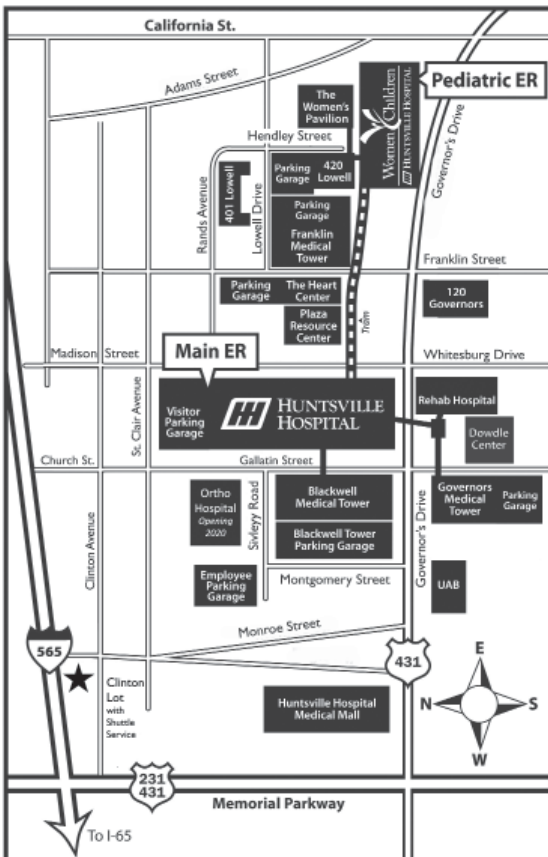 California St.
Adams Street
Pediatric ER
The
Women's
Pavilion
Women & Children
HUNTSVILLE HOSPITAL
Governor's Drive
Hendley Street
Parking
Garage
420
Lowell
401 Lowell
Rands Avenue
Lowell Drive
Parking
Garage
Franklin
Medical
Tower
Franklin Street
Parking
Garage
The Heart
Center
120
Governors
Plaza
Resource
Center
Tram
Madison Street
Main ER
Whitesburg Drive
St. Clair Avenue
Visitor
Parking
Garage
HUNTSVILLE
HOSPITAL
Rehab Hospital
Dowdle
Center
Church St.
Gallatin Street
Ortho
Hospital
Opening
2020
Sivleyy Road
Blackwell
Medical Tower
Governors
Medical
Tower
Parking
Garage
Clinton Avenue
Blackwell Tower
Parking Garage
Governor's Drive
Employee
Parking
Garage
Montgomery Street
UAB
Monroe Street
565
431
Clinton
Lot
with
Shuttle
Service
Huntsville Hospital
Medical Mall
E
N
S
W
231
431
Memorial Parkway
To I-65